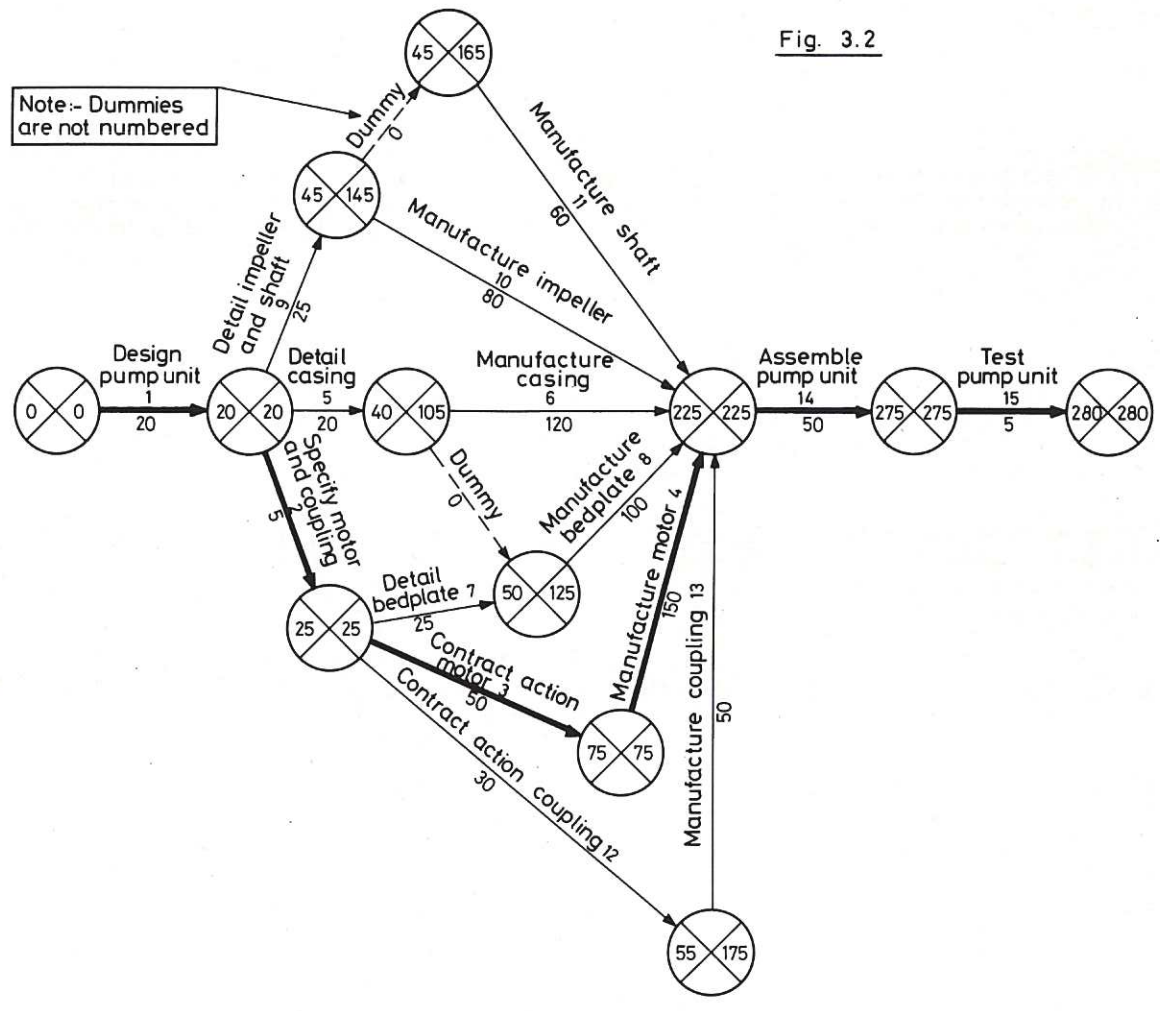 Fig. 3.2
45 165
Note:- Dummies
are not numbered
Dummy
0
45 145
Manufacture shaft
11
60
Manufacture impeller
10
80
Detail impeller
and shaft
9
25
Design
pump unit
1
20
0 0
20 20
Detail
casing
5
20
40 105
Manufacture
casing
6
120
225 225
Assemble
pump unit
14
50
275 275
Test
pump unit
15
5
280 280
Specify motor
and coupling
2
5
Dummy
0
Manufacture
bedplate 8
100
25 25
Detail
bedplate 7
25
50 125
Contract action
motor 3
50
75 75
Manufacture motor 4
150
Manufacture coupling 13
50
Contract action coupling 12
30
55 175